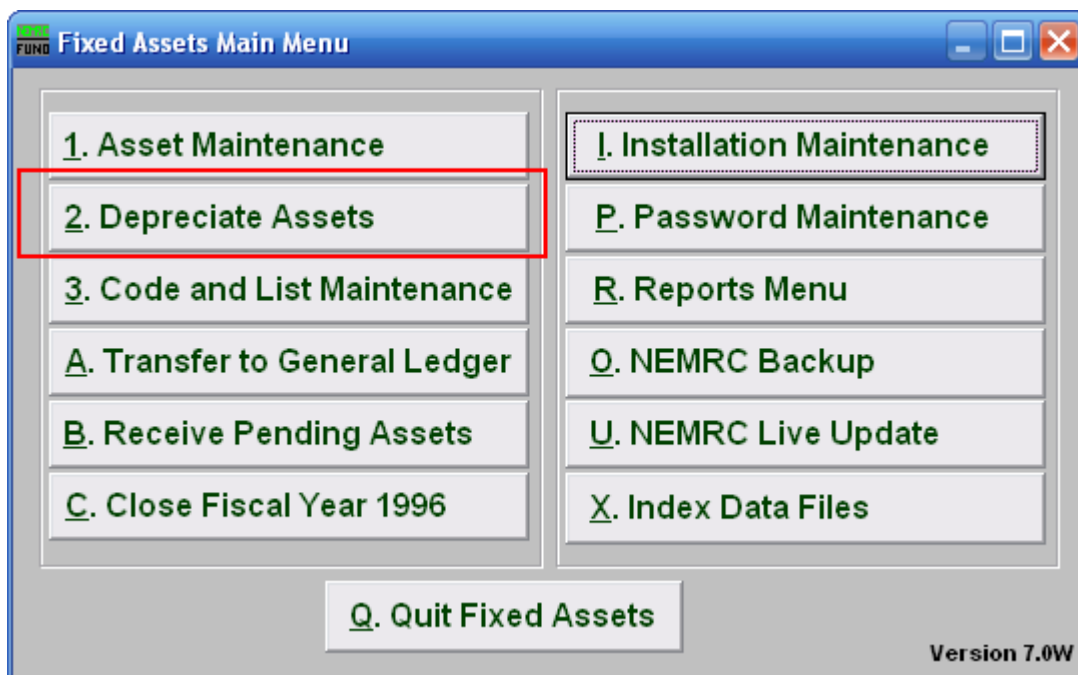 NEMRC
FUND
Fixed Assets Main Menu
1. Asset Maintenance
2. Depreciate Assets
3. Code and List Maintenance
A. Transfer to General Ledger
B. Receive Pending Assets
C. Close Fiscal Year 1996
I. Installation Maintenance
P. Password Maintenance
R. Reports Menu
O. NEMRC Backup
U. NEMRC Live Update
X. Index Data Files
Q. Quit Fixed Assets
Version 7.0W